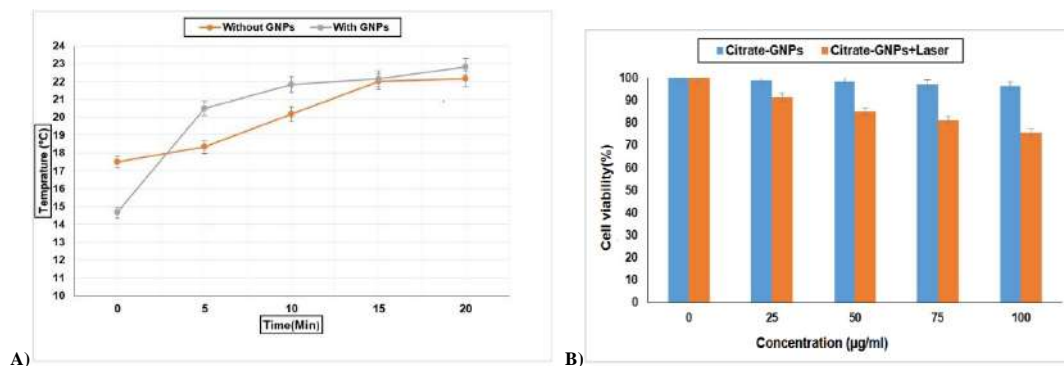 Without GNPs With GNPs
24
23
22
21
20
19
18
17
16
15
14
13
12
11
10
Temprature (°C)
0 5 10 15 20
Time(Min)
A)
Citrate-GNPs Citrate-GNPs+Laser
100
90
80
70
60
50
40
30
20
10
0
Cell viability(%)
0 25 50 75 100
Concentration (µg/ml)
B)